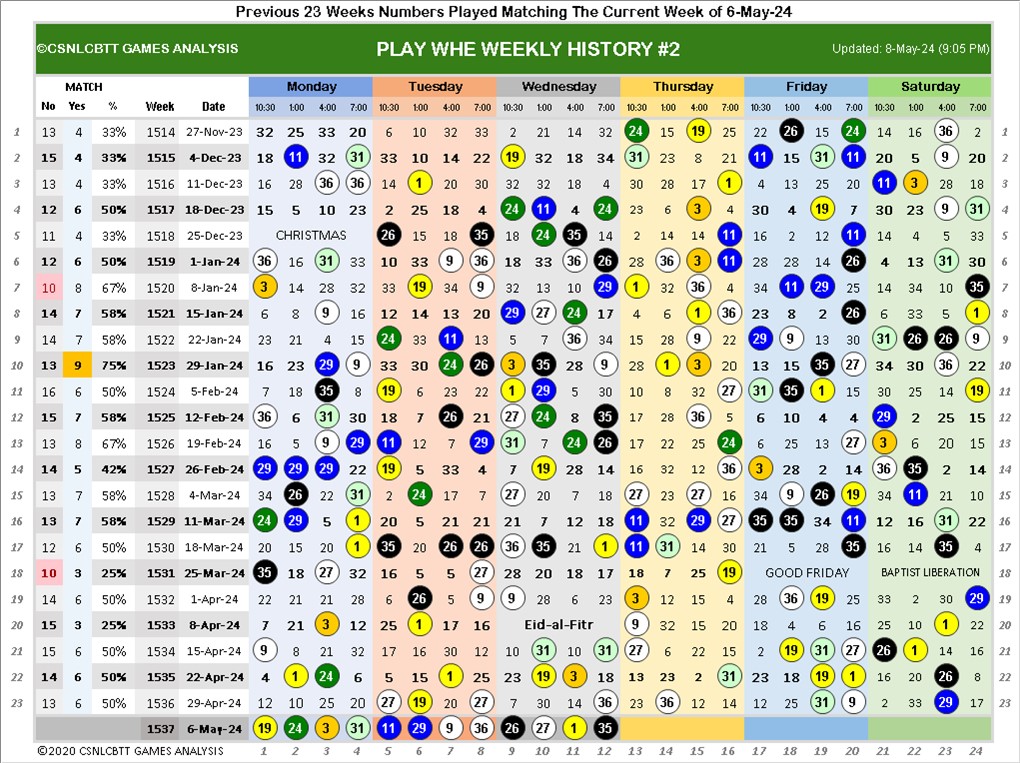 Previous 23 Weeks Numbers Played Matching The Current Week of 6-May-24
©CSNLCBTT GAMES ANALYSIS PLAY WHE WEEKLY HISTORY #2 Updated: 8-May-24 (9:05 PM)
MATCH Monday Tuesday Wednesday Thursday Friday Saturday
No Yes % Week Date 10:30 1:00 4:00 7:00 10:30 1:00 4:00 7:00 10:30 1:00 4:00 7:00 10:30 1:00 4:00 7:00 10:30 1:00 4:00 7:00 10:30 1:00 4:00 7:00
1 13 4 33% 1514 27-Nov-23 32 25 33 20 6 10 32 33 2 21 14 32 24 15 19 25 22 26 15 24 14 16 36 2 1
2 15 4 33% 1515 4-Dec-23 18 11 32 31 33 10 14 22 19 32 18 34 31 23 8 21 11 15 31 11 20 5 9 20 2
3 13 4 33% 1516 11-Dec-23 16 28 36 36 14 1 20 30 32 32 18 4 30 28 17 1 4 13 25 20 11 3 28 18 3
4 12 6 50% 1517 18-Dec-23 15 5 10 23 2 25 18 4 24 11 4 24 23 6 3 4 30 4 19 7 30 23 9 31 4
5 11 4 33% 1518 25-Dec-23 CHRISTMAS 26 15 18 35 18 24 35 14 2 14 14 11 16 2 12 11 14 4 5 33 5
6 12 6 50% 1519 1-Jan-24 36 16 31 33 10 33 9 36 18 33 36 26 28 36 3 11 28 28 14 26 4 13 31 30 6
7 10 8 67% 1520 8-Jan-24 3 14 28 32 33 19 34 9 32 13 10 29 1 32 36 4 34 11 29 25 14 34 10 35 7
8 14 7 58% 1521 15-Jan-24 6 8 9 16 12 14 13 20 29 27 24 17 4 6 1 36 23 8 2 26 6 33 5 1 8
9 14 7 58% 1522 22-Jan-24 23 21 4 15 24 33 11 13 5 7 36 34 28 22 9 22 29 9 13 30 31 26 26 9 9
10 13 9 75% 1523 29-Jan-24 16 23 29 9 33 30 24 26 3 35 28 9 28 1 3 20 13 10 35 27 34 30 36 22 10
11 16 6 50% 1524 5-Feb-24 7 18 35 8 19 6 23 22 1 29 5 30 10 8 32 27 31 35 1 15 30 25 14 19 11
12 15 7 58% 1525 12-Feb-24 36 6 31 30 18 7 26 21 27 24 8 35 17 28 36 5 6 10 4 4 29 2 25 15 12
13 13 8 67% 1526 19-Feb-24 16 5 9 29 11 12 7 29 31 7 24 26 17 22 25 24 6 25 13 27 3 6 20 15 13
14 14 5 42% 1527 26-Feb-24 29 29 29 22 19 5 33 4 7 19 28 14 16 32 12 36 3 28 2 14 36 35 2 14 14
15 13 7 58% 1528 4-Mar-24 34 26 22 31 2 24 17 7 27 20 7 18 27 23 27 16 34 9 26 19 34 11 21 10 15
16 13 7 58% 1529 11-Mar-24 24 29 5 1 20 5 21 21 21 7 12 18 11 32 29 27 35 35 34 11 12 16 31 22 16
17 12 6 50% 1530 18-Mar-24 20 15 20 1 35 20 26 26 36 35 21 1 11 31 14 30 21 5 28 35 16 14 35 4 17
18 10 3 25% 1531 25-Mar-24 35 18 27 32 16 5 5 27 28 20 18 17 18 7 25 19 GOOD FRIDAY BAPTIST LIBERATION 18
19 14 6 50% 1532 1-Apr-24 22 21 21 28 6 26 5 9 9 28 6 23 3 12 15 4 28 36 19 25 33 2 30 29 19
20 15 3 25% 1533 8-Apr-24 7 21 3 12 25 1 17 16 Eid-al-Fitr 9 32 15 20 18 4 6 16 25 10 1 22 20
21 15 6 50% 1534 15-Apr-24 9 8 21 32 17 16 30 12 10 31 12 31 27 6 22 15 2 19 31 27 26 1 14 16 21
22 14 6 50% 1535 22-Apr-24 4 1 24 6 5 15 1 25 23 19 3 18 13 23 2 31 23 18 19 1 16 20 26 8 22
23 13 6 50% 1536 29-Apr-24 12 10 25 20 27 19 20 27 7 30 12 36 23 36 12 14 28 23 31 9 2 33 29 17 23
1537 6-May-24 19 24 3 31 11 29 9 36 26 27 1 35
©2020 CSNLCBTT GAMES ANALYSIS 1 2 3 4 5 6 7 8 9 10 11 12 13 14 15 16 17 18 19 20 21 22 23 24